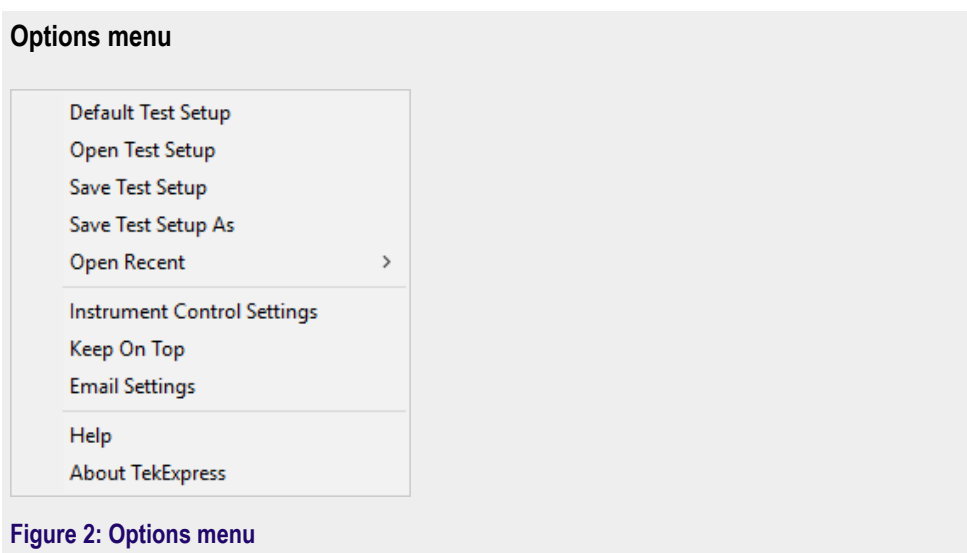 Options menu
Default Test Setup
Open Test Setup
Save Test Setup
Save Test Setup As
Open Recent
Instrument Control Settings
Keep On Top
Email Settings
Help
About TekExpress
Figure 2: Options menu